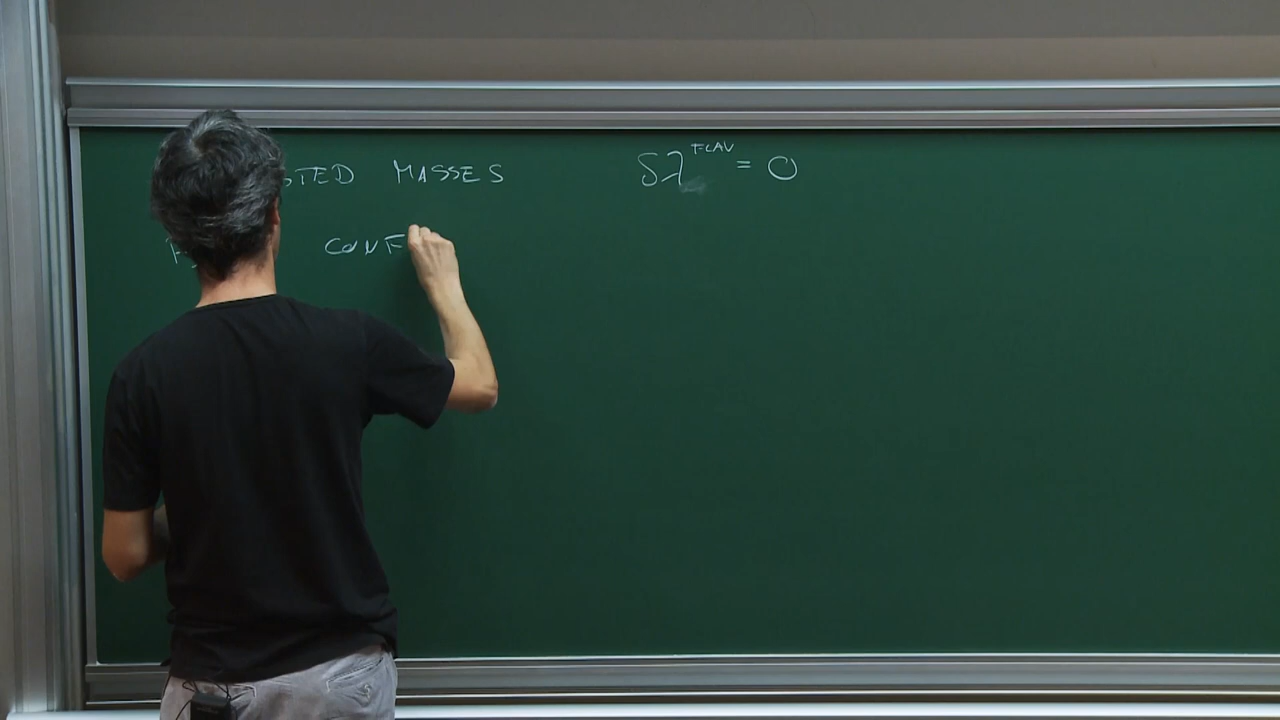 STED MASSES δλ^FLAV = 0
CONF